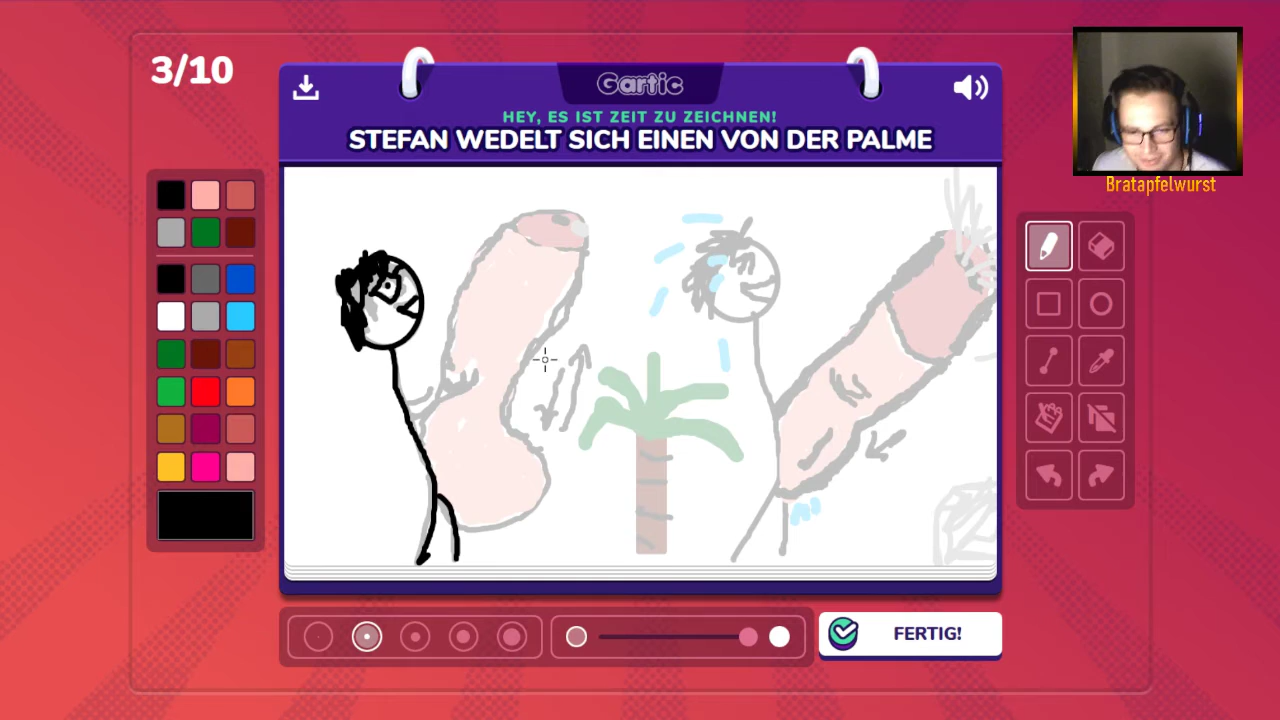 3/10
Gartic
HEY, ES IST ZEIT ZU ZEICHNEN!
STEFAN WEDELT SICH EINEN VON DER PALME
Bratapfelwurst
FERTIG!